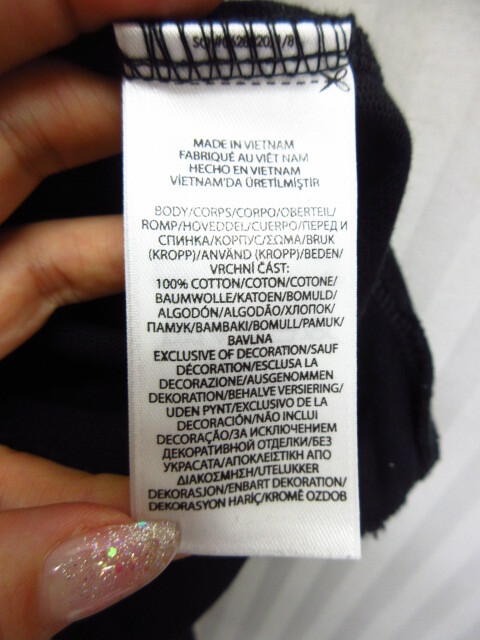 MADE IN VIETNAM
FABRIQUÉ AU VIÊT NAM
HECHO EN VIETNAM
VİETNAM'DA ÜRETİLMİŞTİR
BODY/CORPS/CORPO/OBERTEIL/
ROMP/HOVEDDEL/CUERPO/ПЕРЕД И
СПИНКА/КОРПУС/ΣΩΜΑ/BRUK
(KROPP)/ANVÄND (KROPP)/BEDEN/
VRCHNÍ ČÁST:
100% COTTON/COTON/COTONE/
BAUMWOLLE/KATOEN/BOMULD/
ALGODÓN/ALGODÃO/ХЛОПОК/
ПАМУК/ΒΑΜΒΑΚΙ/BOMULL/PAMUK/
BAVLNA
EXCLUSIVE OF DECORATION/SAUF
DÉCORATION/ESCLUSA LA
DECORAZIONE/AUSGENOMMEN
DEKORATION/BEHALVE VERSIERING/
UDEN PYNT/EXCLUSIVO DE LA
DECORACIÓN/NÃO INCLUI
DECORAÇÃO/ЗА ИСКЛЮЧЕНИЕМ
ДЕКОРАТИВНОЙ ОТДЕЛКИ/БЕЗ
УКРАСАТА/ΑΠΟΚΛΕΙΣΤΙΚΗ ΑΠΟ
ΔΙΑΚΟΣΜΗΣΗ/UTELUKKER
DEKORASJON/ENBART DEKORATION/
DEKORASYON HARİÇ/KROMĚ OZDOB